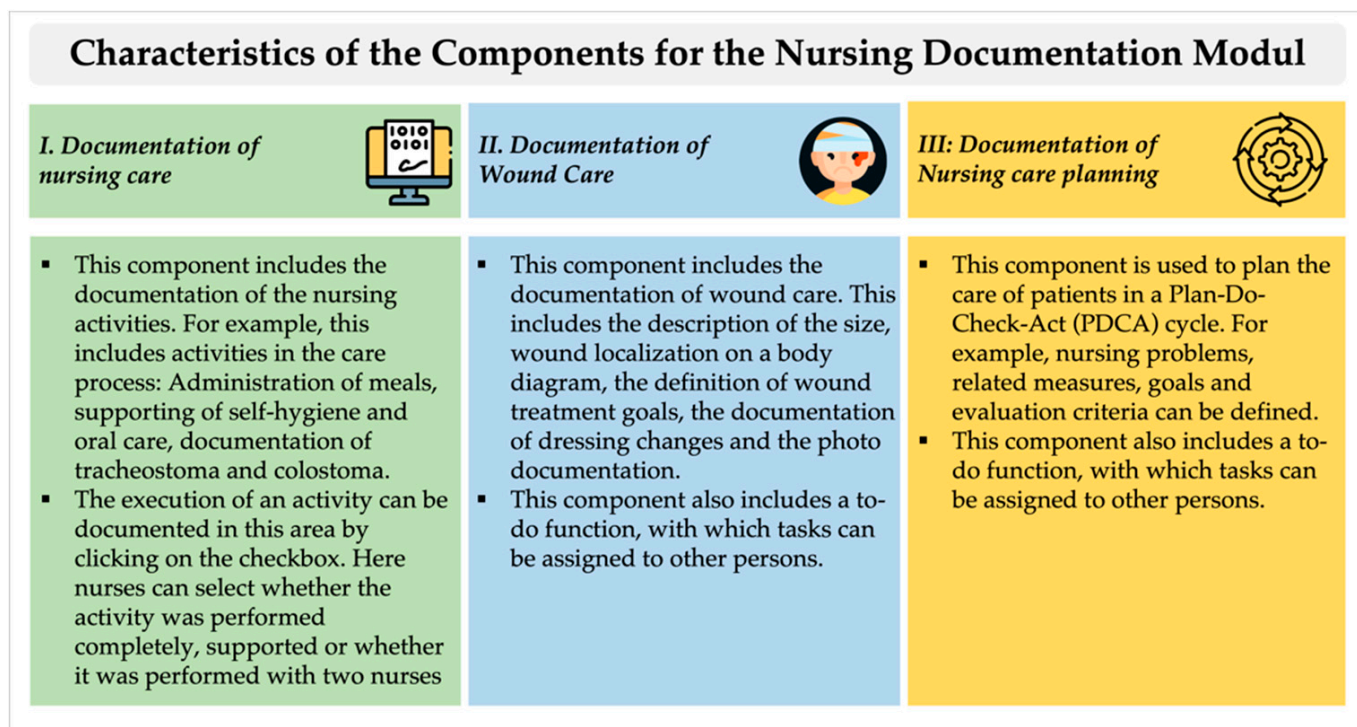 Characteristics of the Components for the Nursing Documentation Modul
I. Documentation of
nursing care
1010
0101
II. Documentation of
Wound Care
III: Documentation of
Nursing care planning
▪ This component includes the
documentation of the nursing
activities. For example, this
includes activities in the care
process: Administration of meals,
supporting of self-hygiene and
oral care, documentation of
tracheostoma and colostoma.
▪ The execution of an activity can be
documented in this area by
clicking on the checkbox. Here
nurses can select whether the
activity was performed
completely, supported or whether
it was performed with two nurses
▪ This component includes the
documentation of wound care. This
includes the description of the size,
wound localization on a body
diagram, the definition of wound
treatment goals, the documentation
of dressing changes and the photo
documentation.
▪ This component also includes a to-
do function, with which tasks can
be assigned to other persons.
▪ This component is used to plan the
care of patients in a Plan-Do-
Check-Act (PDCA) cycle. For
example, nursing problems,
related measures, goals and
evaluation criteria can be defined.
▪ This component also includes a to-
do function, with which tasks can
be assigned to other persons.